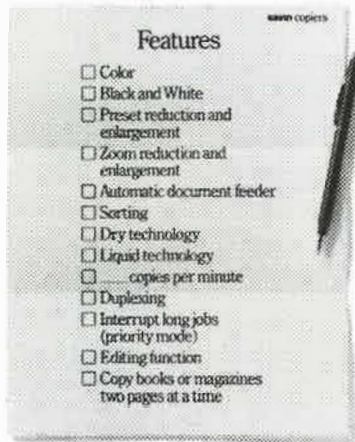 savin copiers
Features
Color
Black and White
Preset reduction and
enlargement
Zoom reduction and
enlargement
Automatic document feeder
Sorting
Dry technology
Liquid technology
____ copies per minute
Duplexing
Interrupt long jobs
(priority mode)
Editing function
Copy books or magazines
two pages at a time